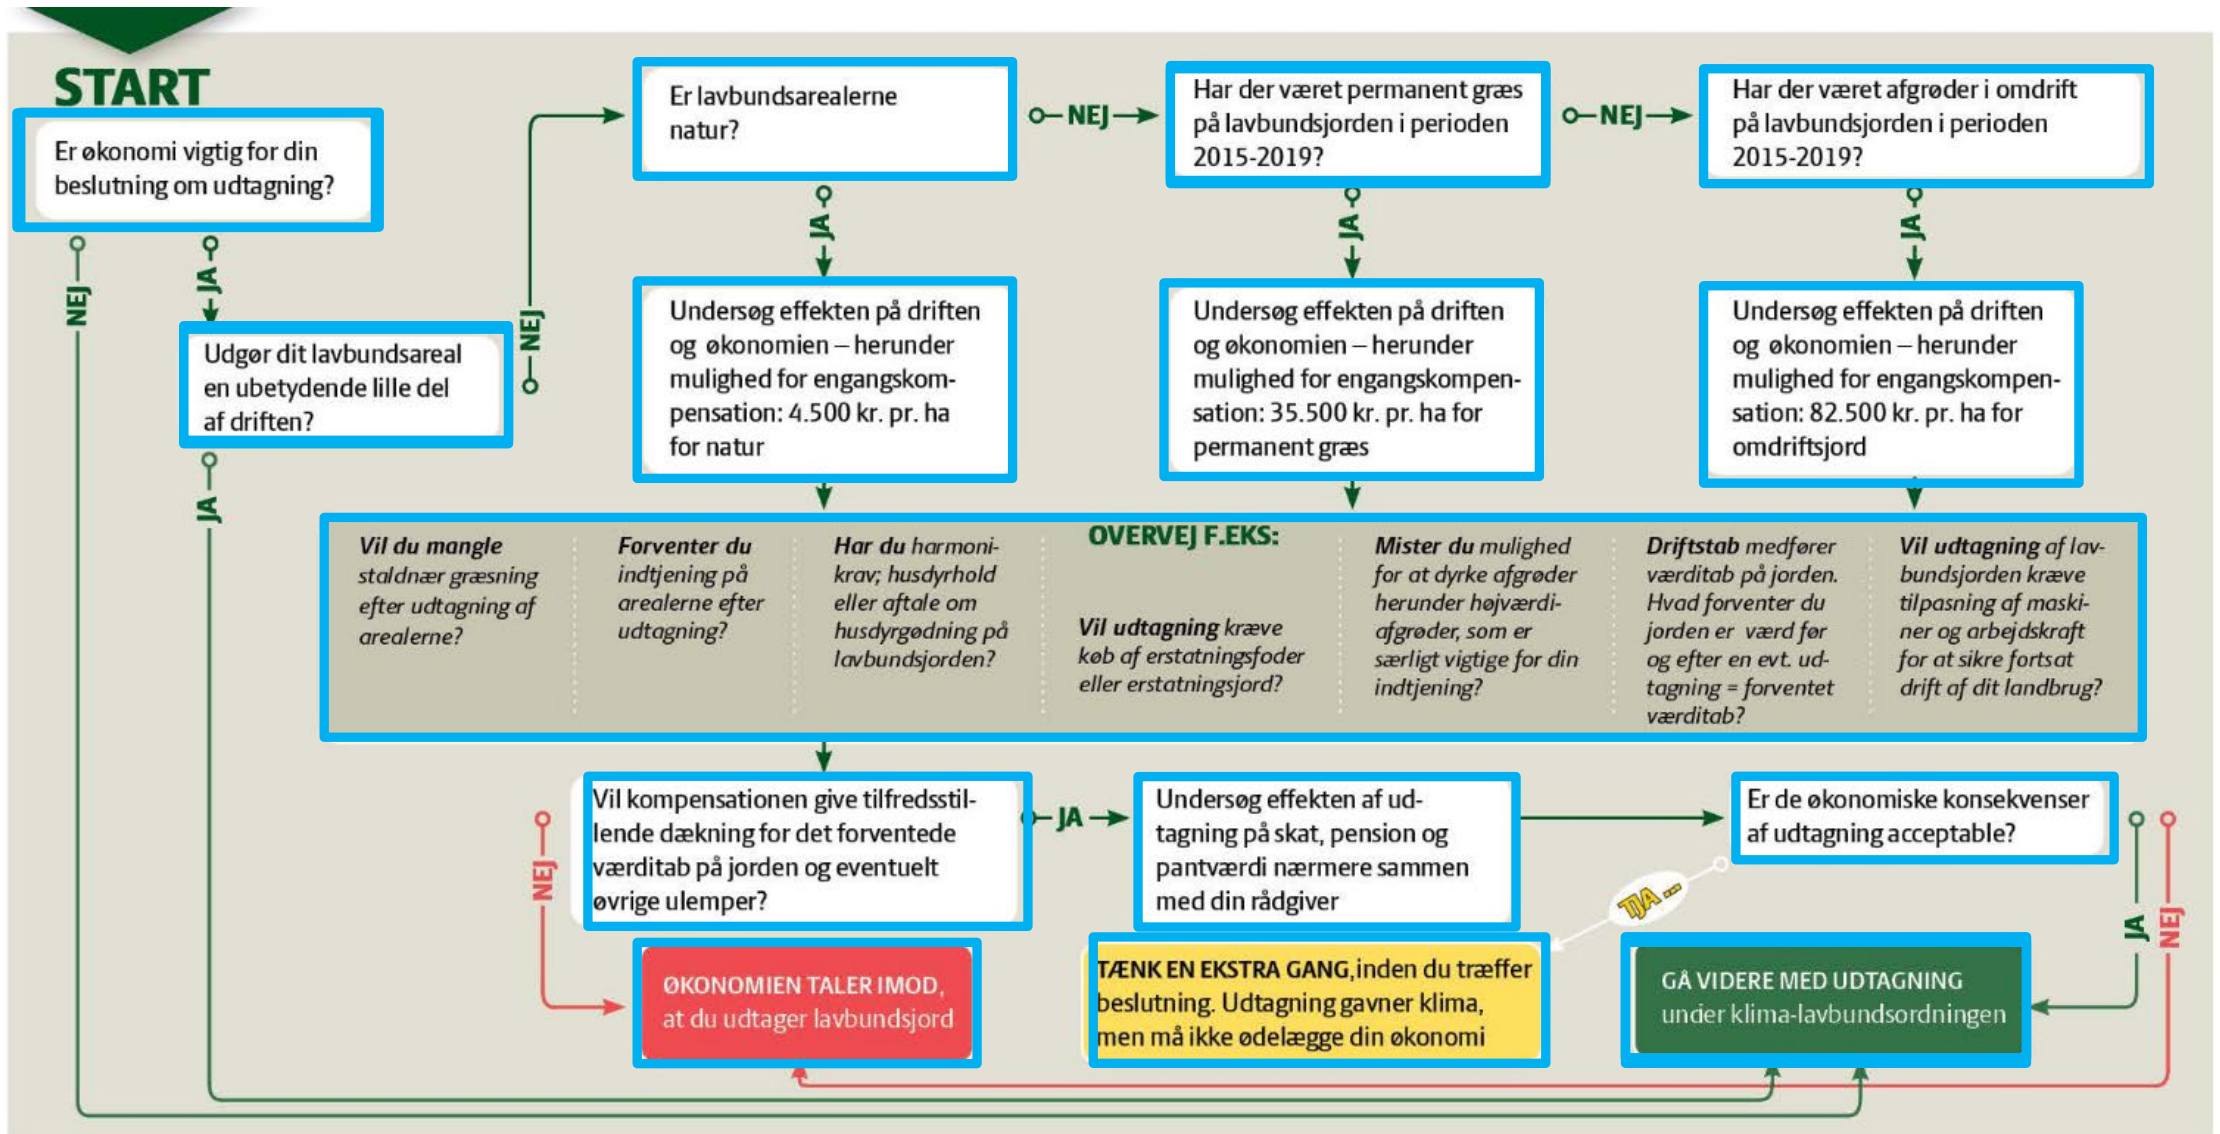 START
Er økonomi vigtig for din
beslutning om udtagning?
NEJ
JA
Udgør dit lavbundsareal
en ubetydende lille del
af driften?
NEJ
JA
Er lavbundsarealerne
natur?
NEJ
JA
Har der været permanent græs
på lavbundsjorden i perioden
2015-2019?
NEJ
JA
Har der været afgrøder i omdrift
på lavbundsjorden i perioden
2015-2019?
JA
Undersøg effekten på driften
og økonomien – herunder
mulighed for engangskom-
pensation: 4.500 kr. pr. ha
for natur
Undersøg effekten på driften
og økonomien – herunder
mulighed for engangskompen-
sation: 35.500 kr. pr. ha for
permanent græs
Undersøg effekten på driften
og økonomien – herunder
mulighed for engangskompen-
sation: 82.500 kr. pr. ha for
omdriftsjord
OVERVEJ F.EKS:
Vil du mangle
staldnær græsning
efter udtagning af
arealerne?
Forventer du
indtjening på
arealerne efter
udtagning?
Har du harmoni-
krav; husdyrhold
eller aftale om
husdyrgødning på
lavbundsjorden?
Vil udtagning kræve
køb af erstatningsfoder
eller erstatningsjord?
Mister du mulighed
for at dyrke afgrøder
herunder højværdi-
afgrøder, som er
særligt vigtige for din
indtjening?
Driftstab medfører
værditab på jorden.
Hvad forventer du
jorden er værd før
og efter en evt. ud-
tagning = forventet
værditab?
Vil udtagning af lav-
bundsjorden kræve
tilpasning af maski-
ner og arbejdskraft
for at sikre fortsat
drift af dit landbrug?
Vil kompensationen give tilfredsstil-
lende dækning for det forventede
værditab på jorden og eventuelt
øvrige ulemper?
NEJ
JA
Undersøg effekten af ud-
tagning på skat, pension og
pantværdi nærmere sammen
med din rådgiver
Er de økonomiske konsekvenser
af udtagning acceptable?
TJA ...
JA
NEJ
ØKONOMIEN TALER IMOD,
at du udtager lavbundsjord
TÆNK EN EKSTRA GANG, inden du træffer
beslutning. Udtagning gavner klima,
men må ikke ødelægge din økonomi
GÅ VIDERE MED UDTAGNING
under klima-lavbundsordningen